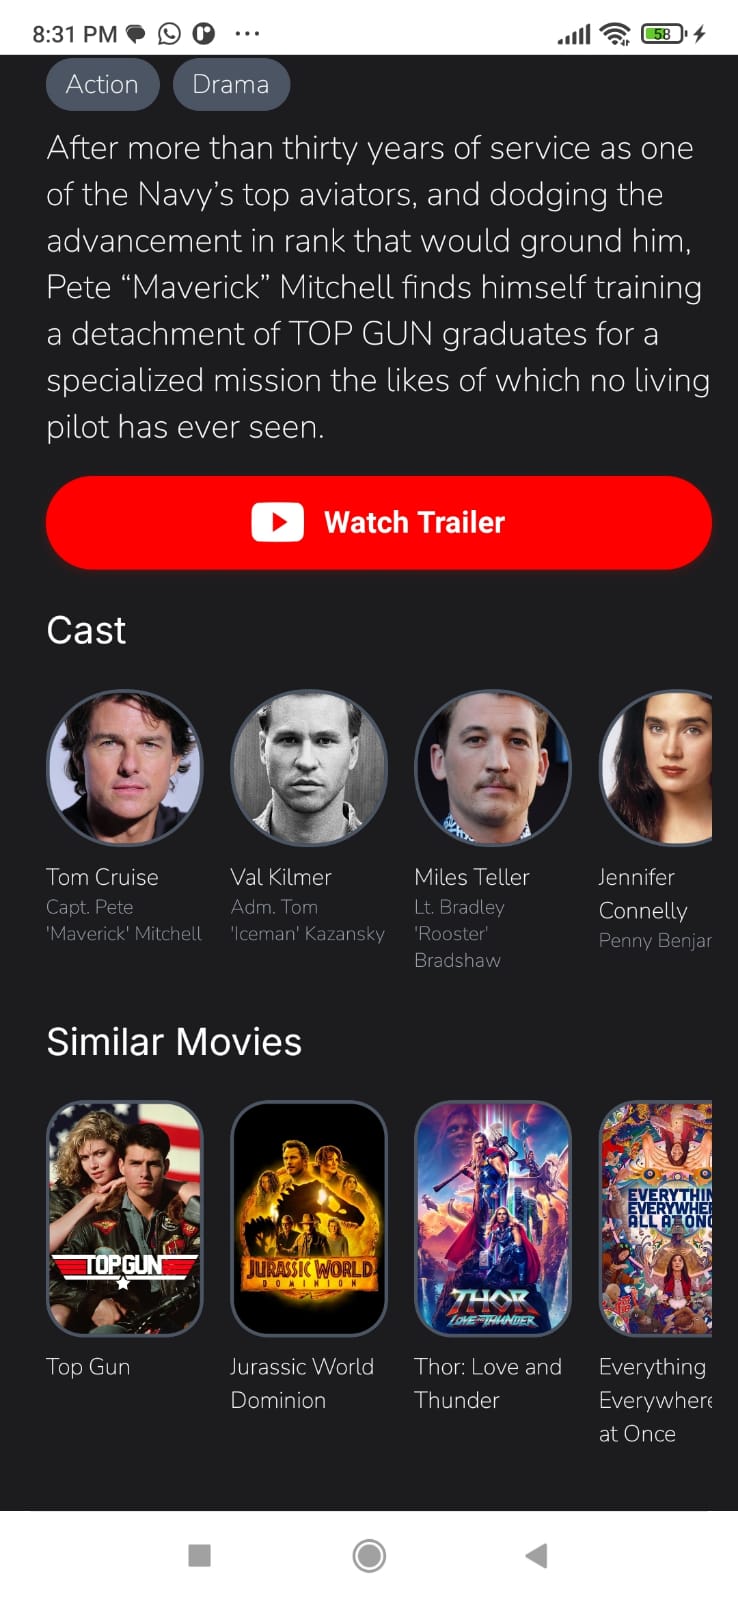 8:31 PM
58
Action Drama
After more than thirty years of service as one
of the Navy’s top aviators, and dodging the
advancement in rank that would ground him,
Pete “Maverick” Mitchell finds himself training
a detachment of TOP GUN graduates for a
specialized mission the likes of which no living
pilot has ever seen.
Watch Trailer
Cast
Tom Cruise
Capt. Pete
'Maverick' Mitchell
Val Kilmer
Adm. Tom
'Iceman' Kazansky
Miles Teller
Lt. Bradley
'Rooster'
Bradshaw
Jennifer
Connelly
Penny Benjar
Similar Movies
TOPGUN
JURASSIC WORLD
DOMINION
THOR
LOVE AND THUNDER
EVERYTHIN
EVERYWHER
ALL AT ONC
Top Gun
Jurassic World
Dominion
Thor: Love and
Thunder
Everything
Everywhere
at Once